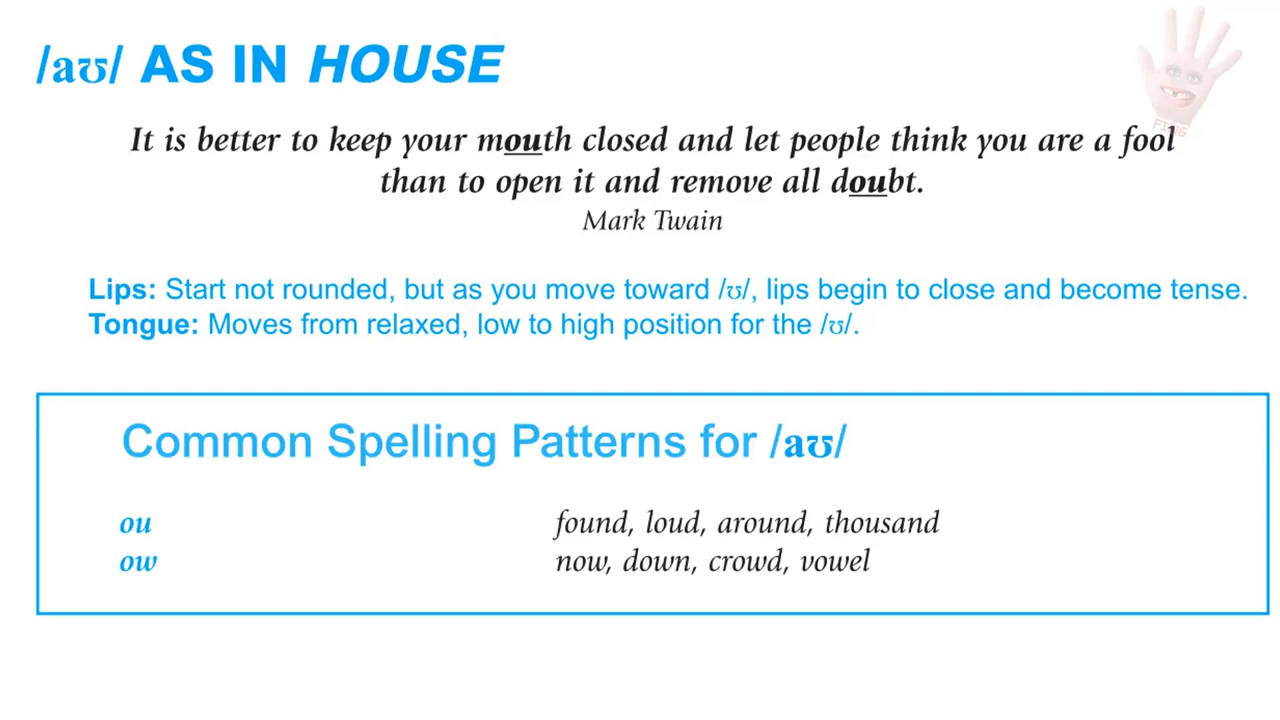 /aʊ/ AS IN HOUSE
FING
It is better to keep your mouth closed and let people think you are a fool
than to open it and remove all doubt.
Mark Twain
Lips: Start not rounded, but as you move toward /ʊ/, lips begin to close and become tense.
Tongue: Moves from relaxed, low to high position for the /ʊ/.
Common Spelling Patterns for /aʊ/
ou found, loud, around, thousand
ow now, down, crowd, vowel